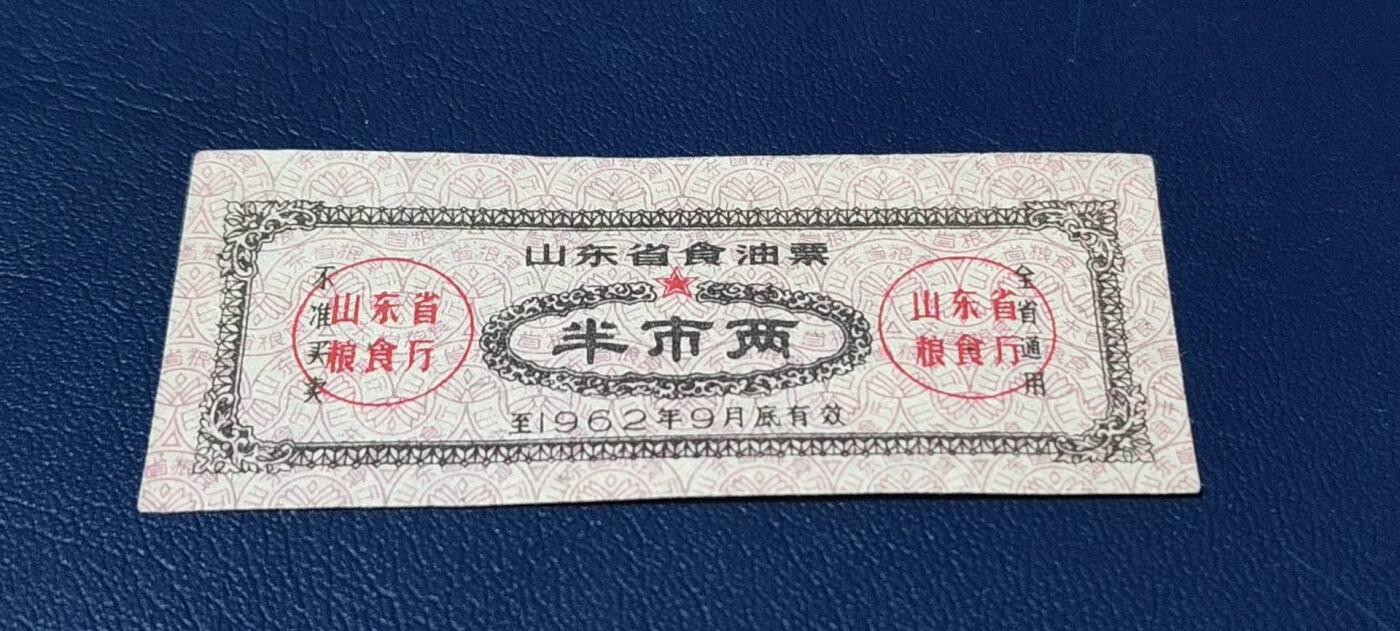 山东省食油票
不准买卖
山东省
粮食厅
半市两
山东省
粮食厅
全省通用
至1962年9月底有效